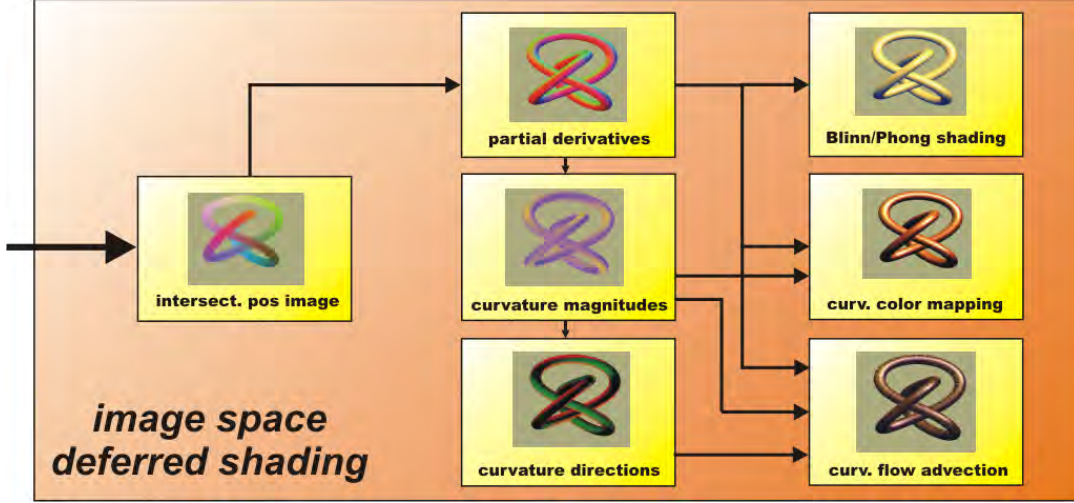 partial derivatives
Blinn/Phong shading
intersect. pos image
curvature magnitudes
curv. color mapping
image space
deferred shading
curvature directions
curv. flow advection